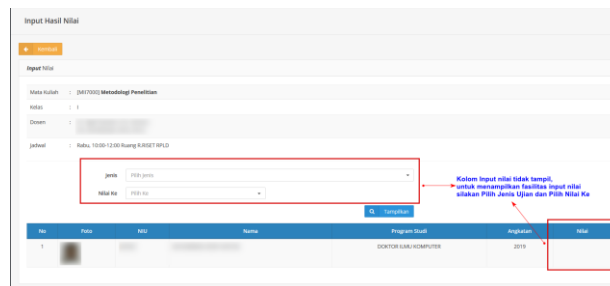 Input Hasil Nilai
Kembali
Input Nilai
Mata Kuliah : [MII7000] Metodologi Penelitian
Kelas : I
Dosen :
Jadwal : Rabu, 10:00-12:00 Ruang R.RISET RPLD
Jenis Pilih Jenis
Nilai Ke Pilih Ke
Tampilkan
Kolom Input nilai tidak tampil,
untuk menampilkan fasilitas input nilai
silakan Pilih Jenis Ujian dan Pilih Nilai Ke
No Foto NIU Nama Program Studi Angkatan Nilai
1 DOKTOR ILMU KOMPUTER 2019